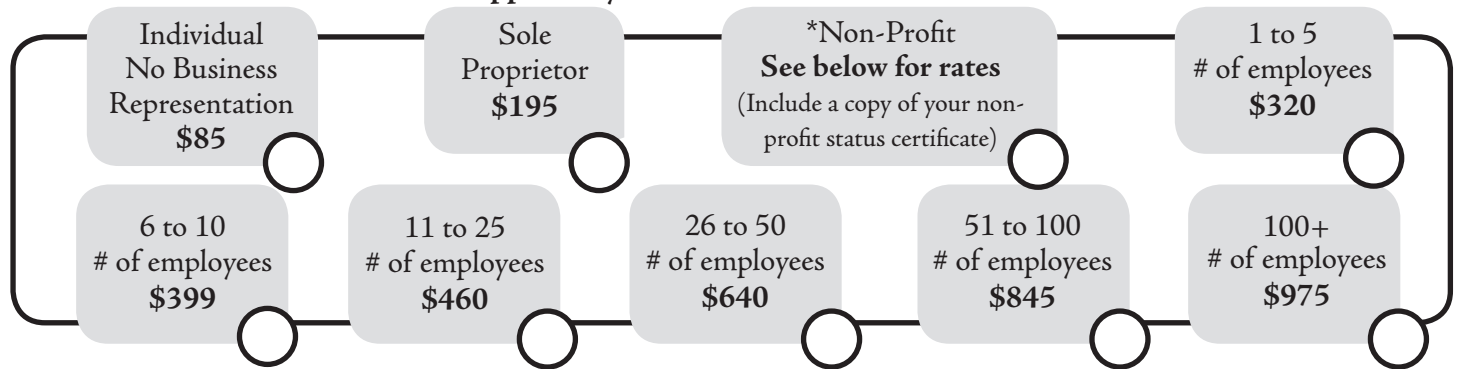 Individual
No Business
Representation
$85
Sole
Proprietor
$195
*Non-Profit
See below for rates
(Include a copy of your non-
profit status certificate)
1 to 5
# of employees
$320
6 to 10
# of employees
$399
11 to 25
# of employees
$460
26 to 50
# of employees
$640
51 to 100
# of employees
$845
100+
# of employees
$975